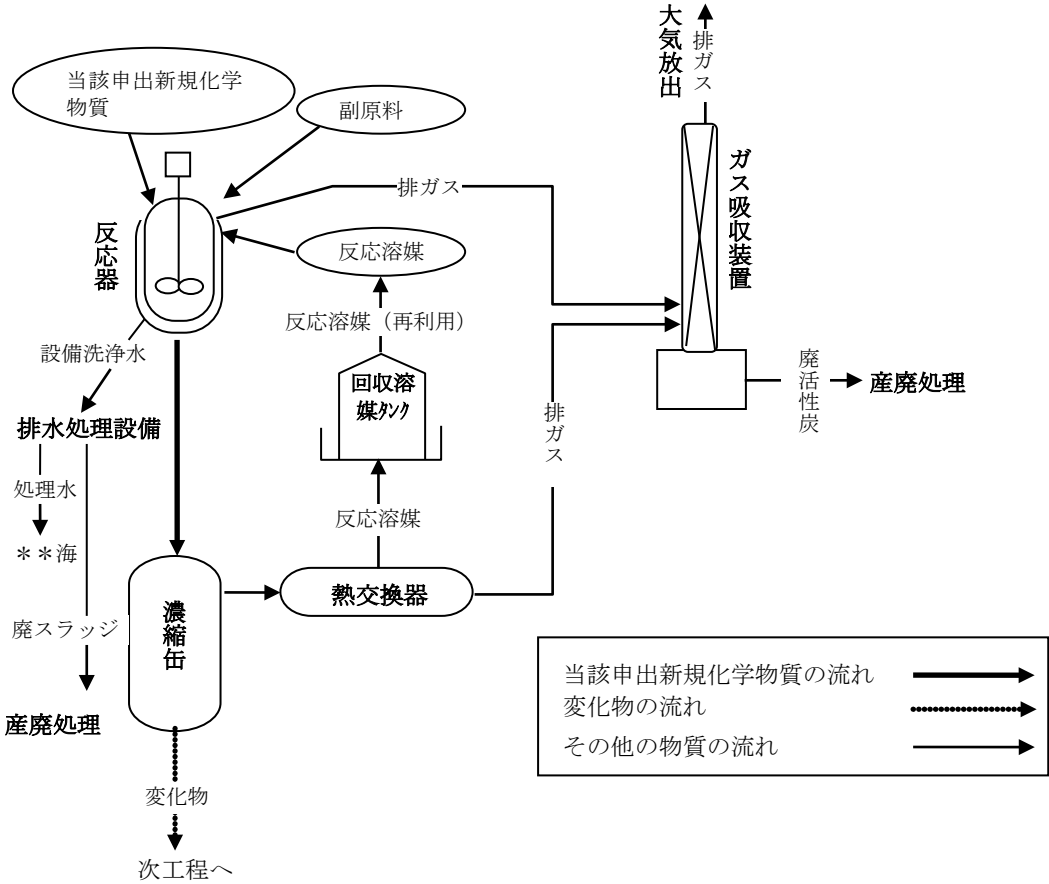 大気放出
排ガス
当該申出新規化学
物質
副原料
ガス吸収装置
排ガス
反応器
反応溶媒
反応溶媒（再利用）
設備洗浄水
回収溶
媒ﾀﾝｸ
廃活性炭
産廃処理
排ガス
排水処理設備
処理水
反応溶媒
＊＊海
熱交換器
濃縮缶
廃スラッジ
産廃処理
当該申出新規化学物質の流れ
変化物の流れ
その他の物質の流れ
変化物
次工程へ